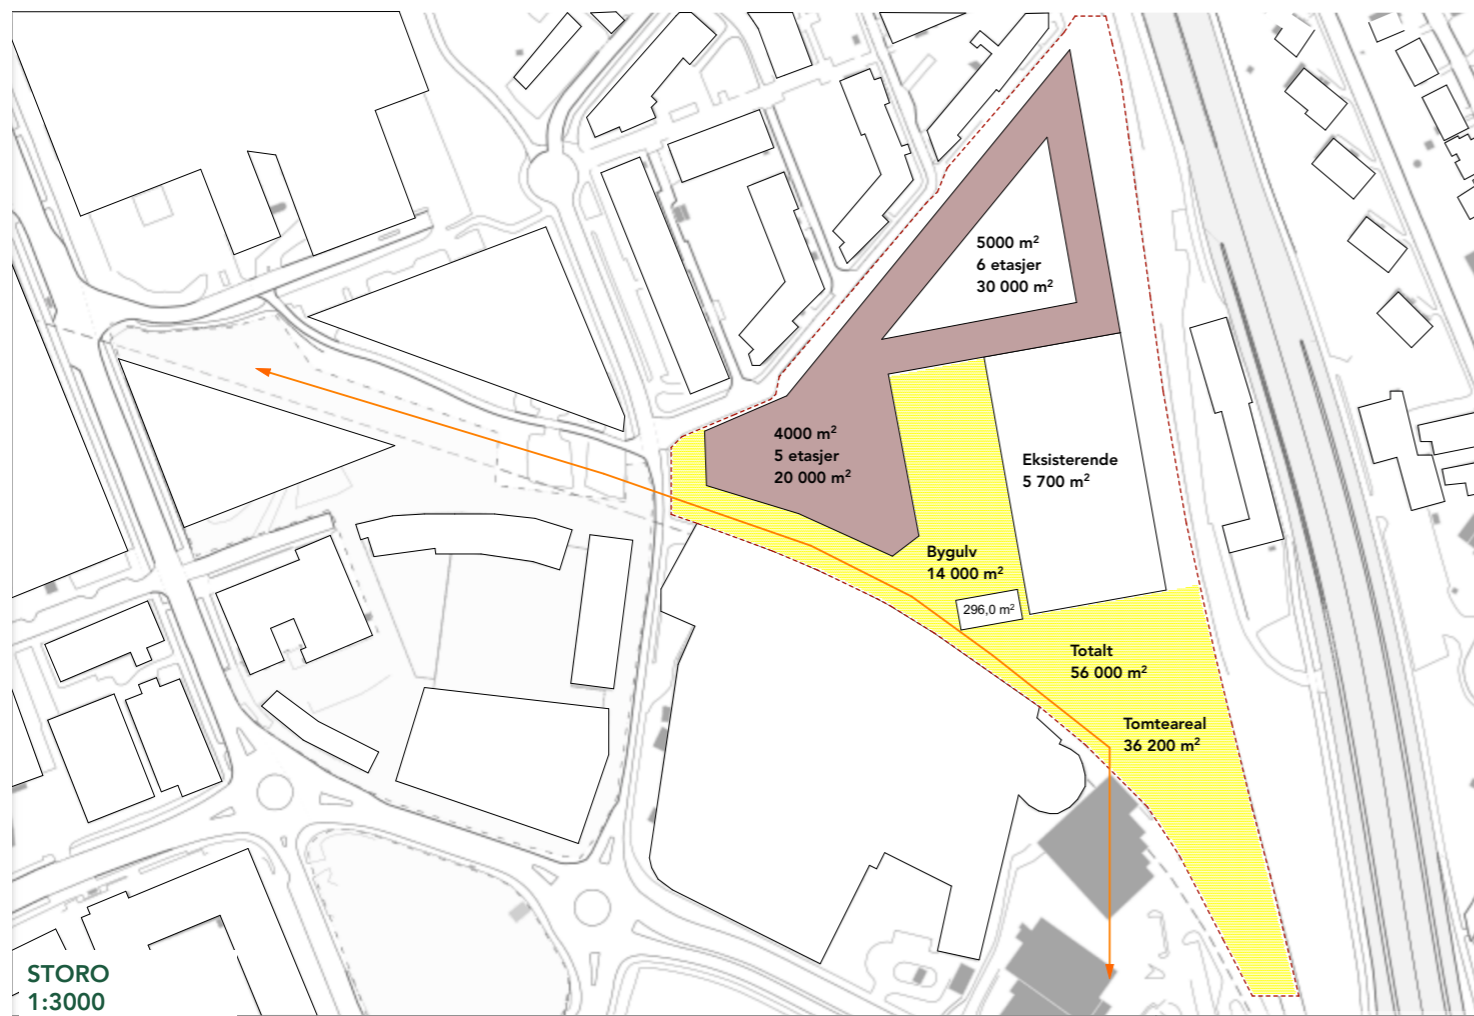 5000 m²
6 etasjer
30 000 m²
4000 m²
5 etasjer
20 000 m²
Eksisterende
5 700 m²
Bygulv
14 000 m²
296,0 m²
Totalt
56 000 m²
Tomteareal
36 200 m²
STORO
1:3000